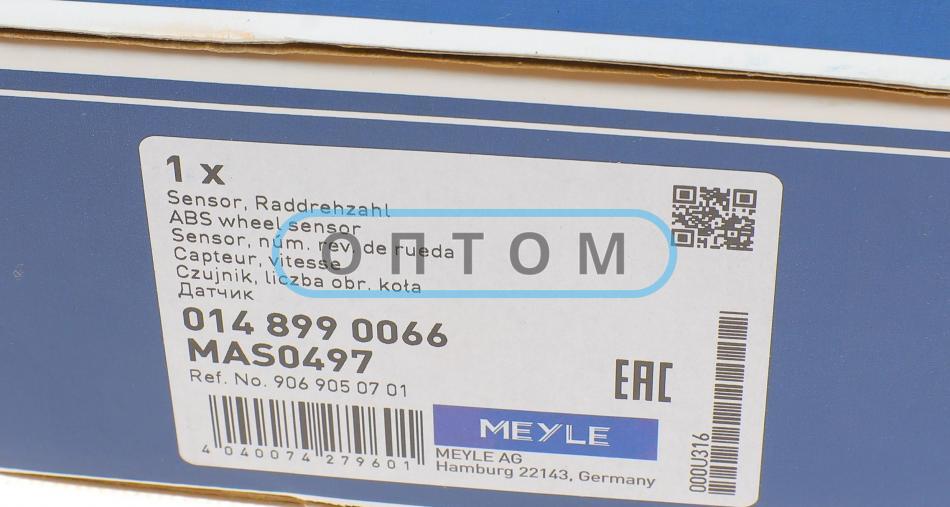 1 x
Sensor, Raddrehzahl
ABS wheel sensor
Sensor, núm. rev. de rueda
Capteur, vitesse
Czujnik, liczba obr. koła
Датчик
ОПТОМ
014 899 0066
MAS0497
Ref. No. 906 905 07 01
EAC
MEYLE
4 040074 279601
MEYLE AG
Hamburg 22143, Germany
000U316